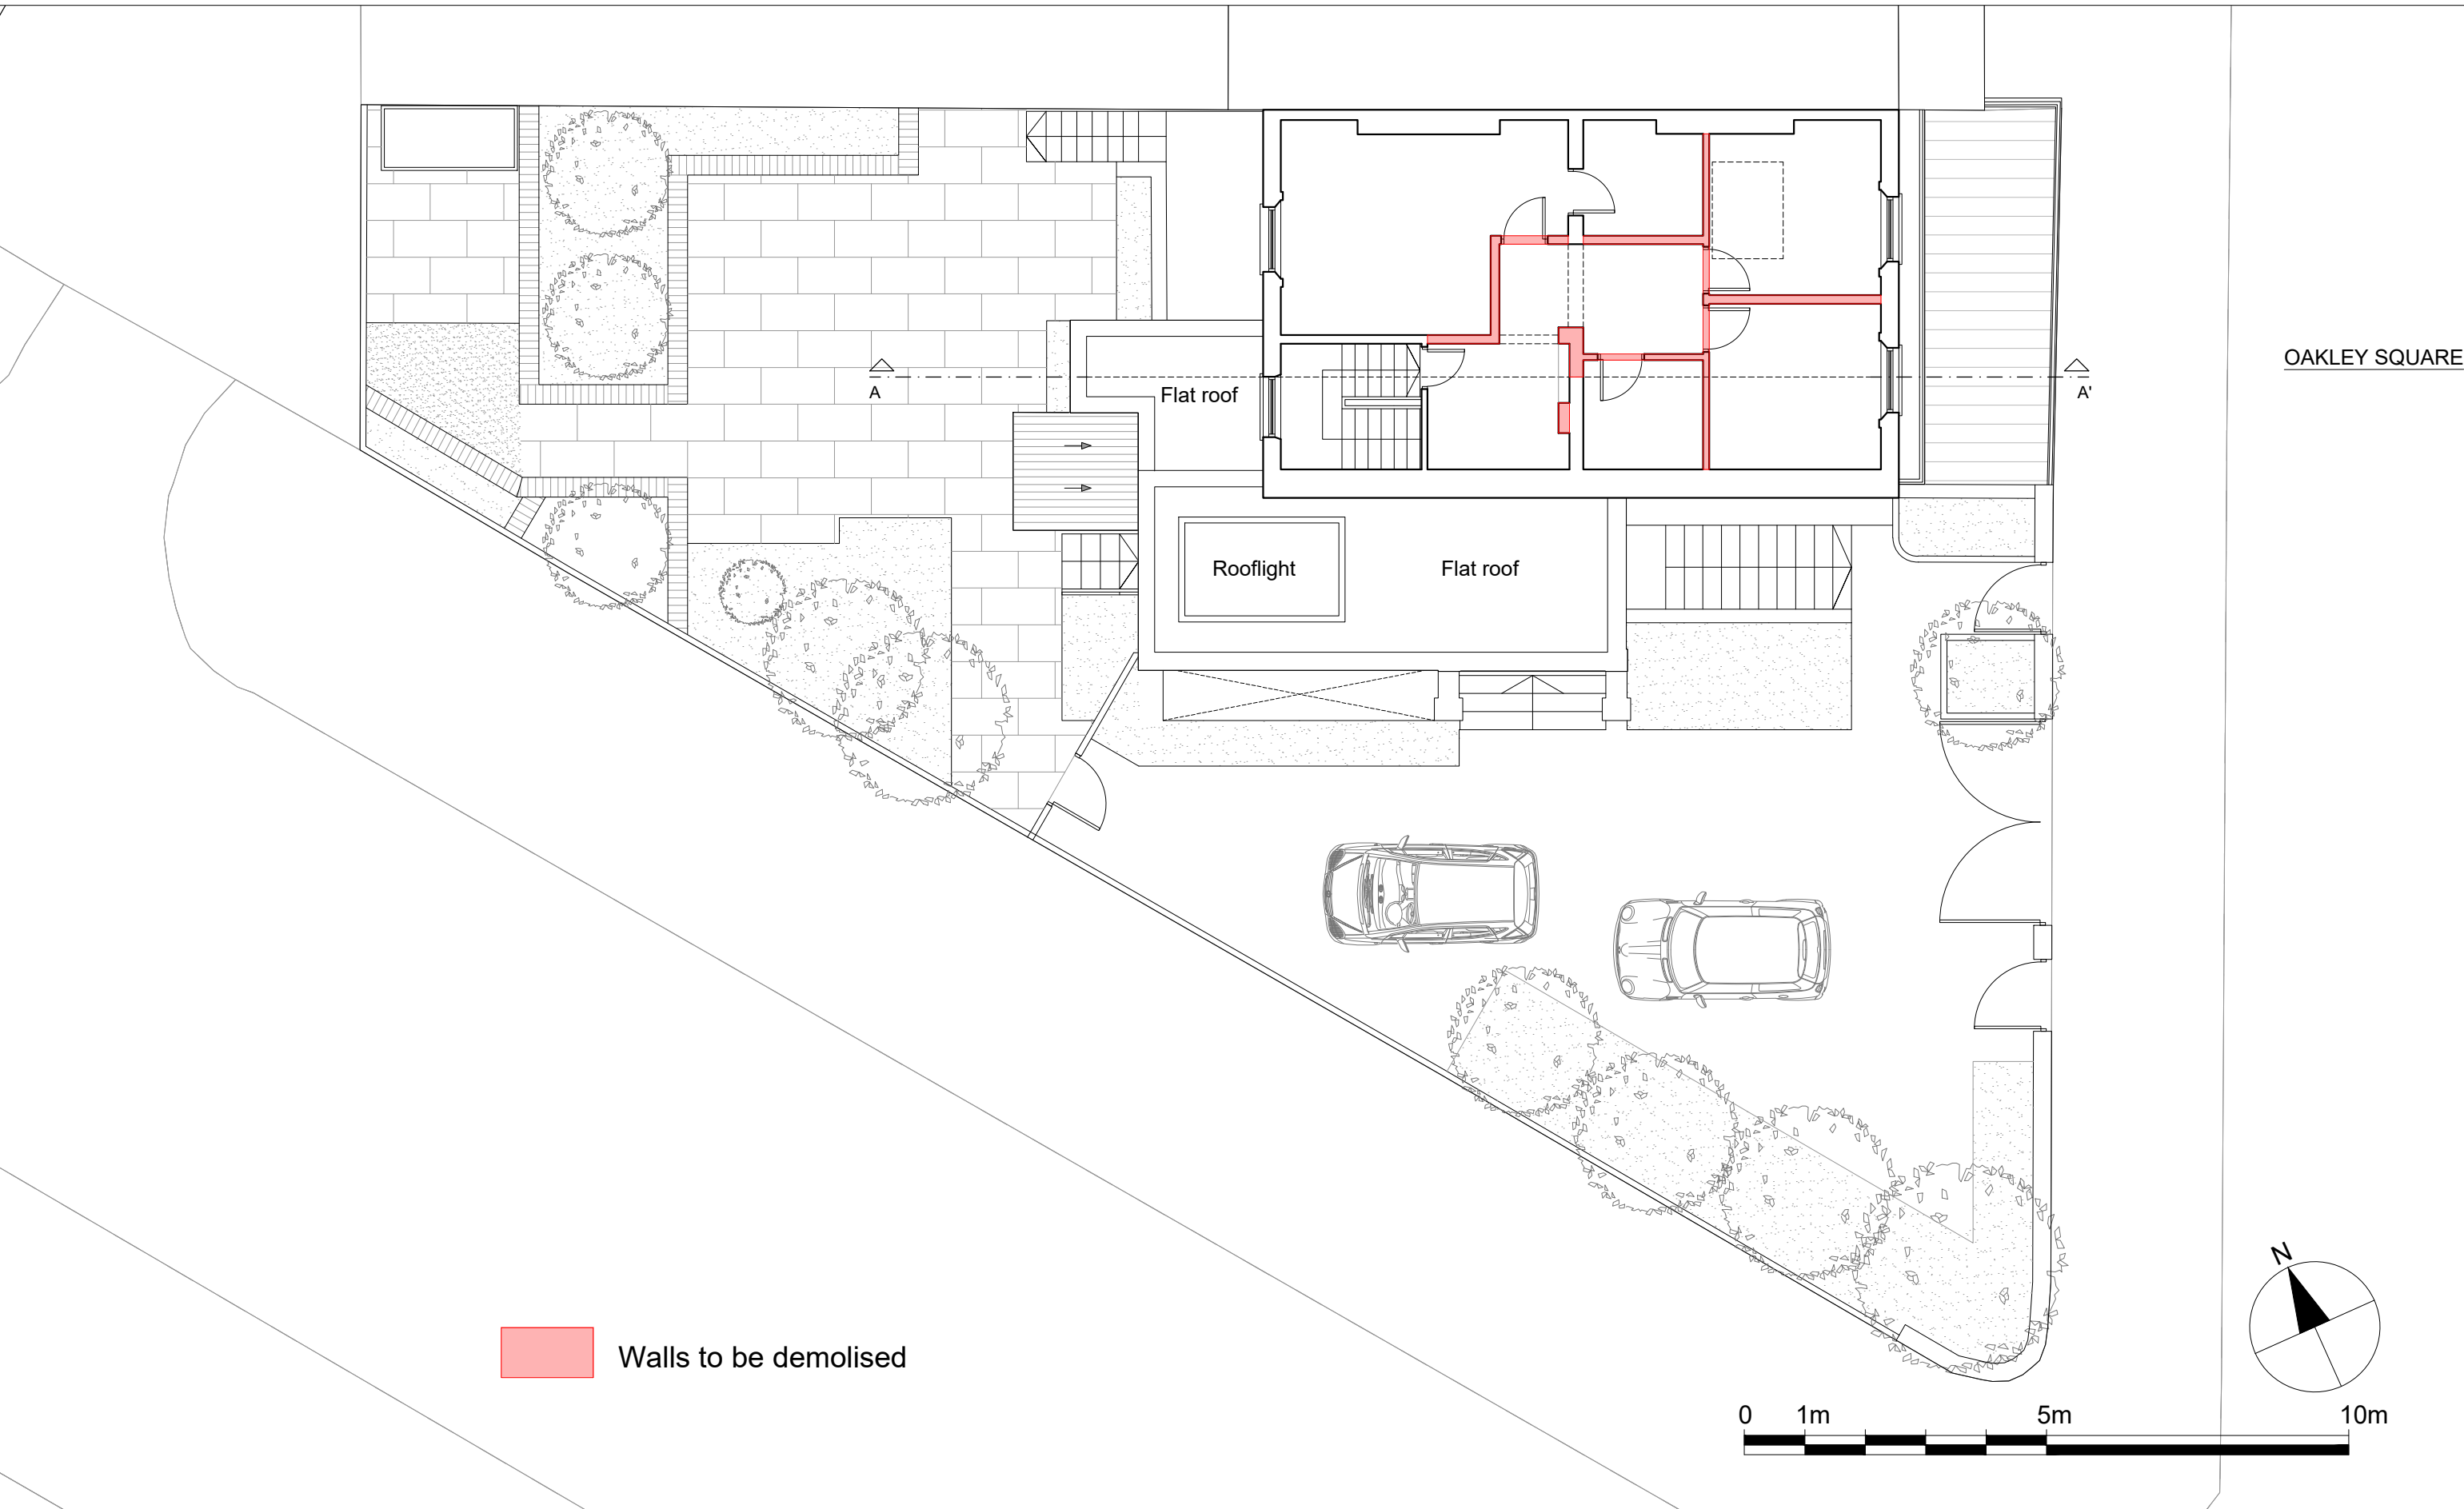 OAKLEY SQUARE
A
A'
Flat roof
Rooflight
Flat roof
N
Walls to be demolised
0 1m 5m 10m